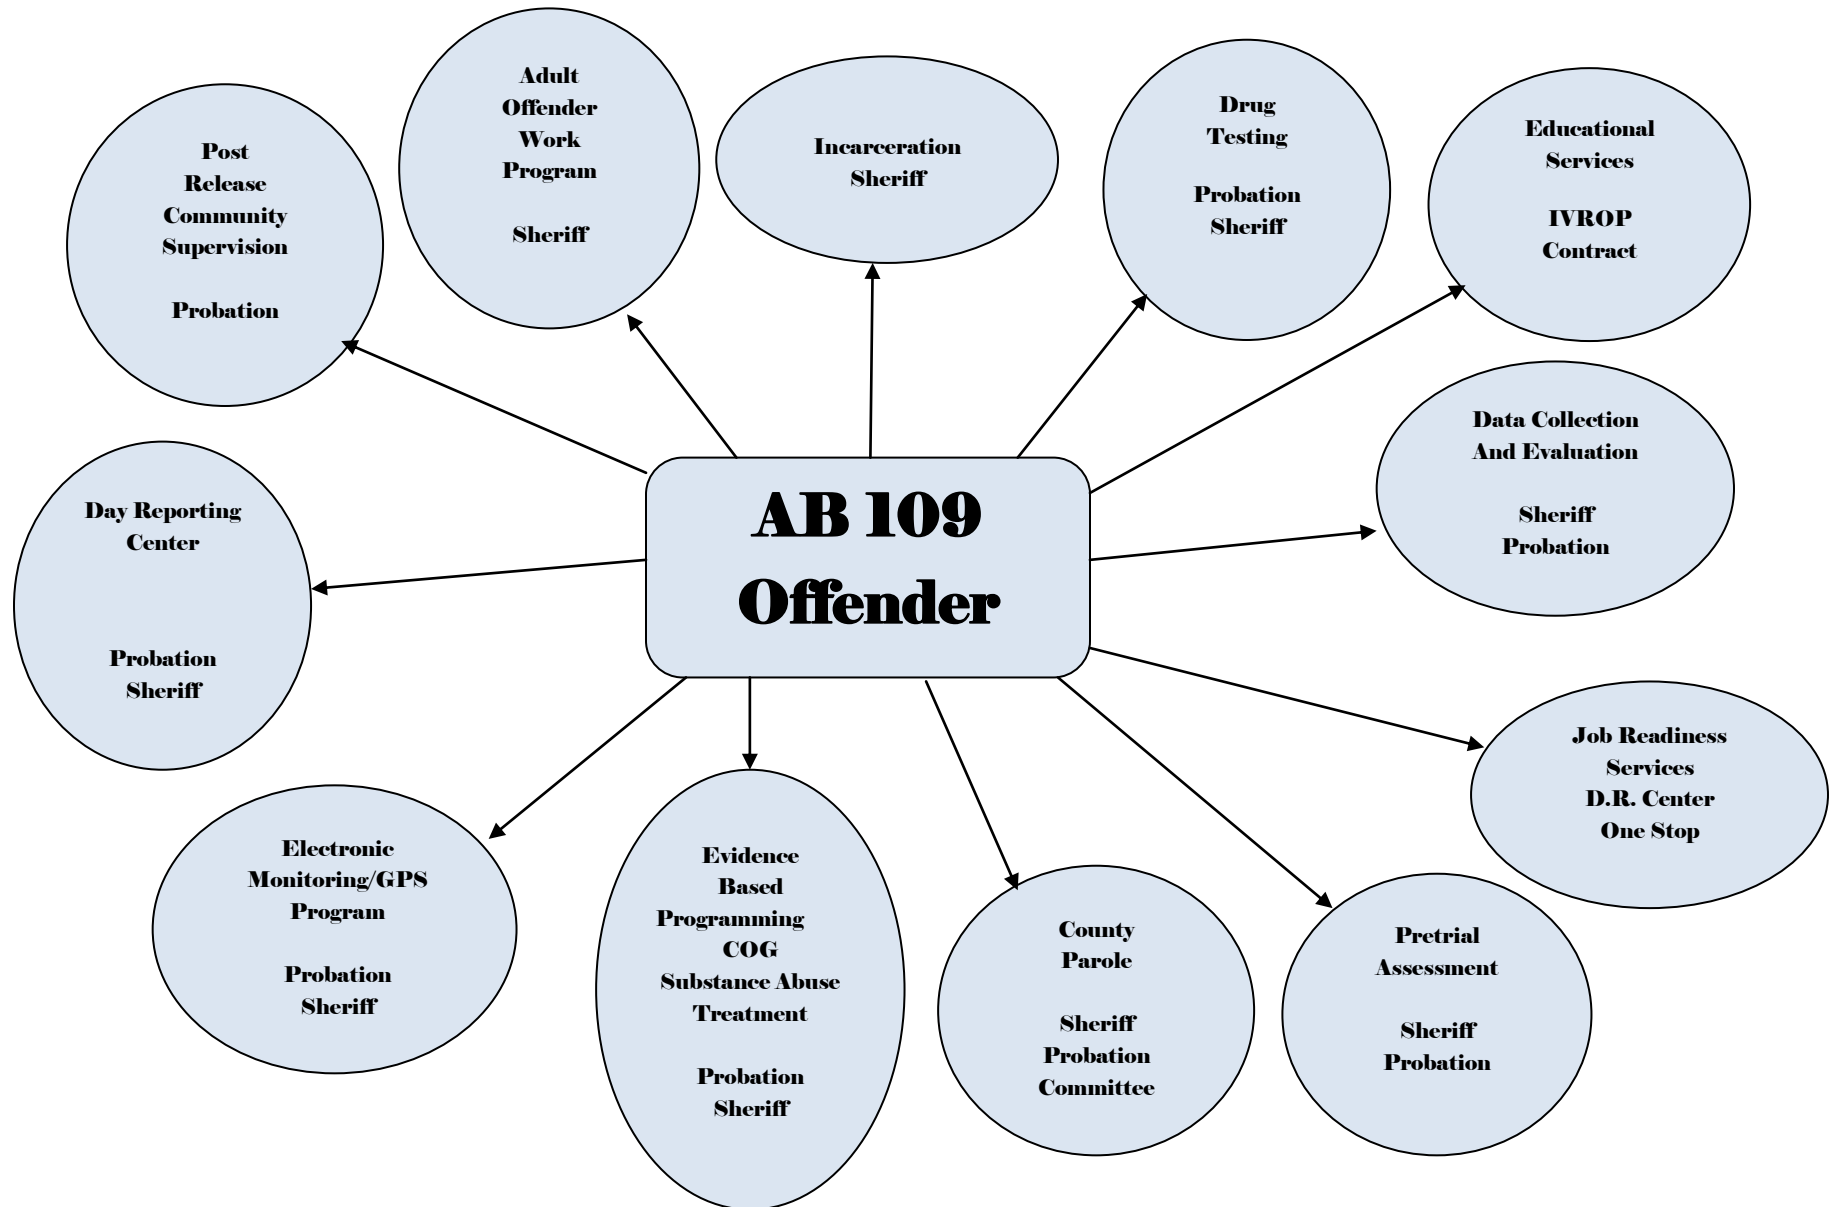 Post
Release
Community
Supervision
Probation
Adult
Offender
Work
Program
Sheriff
Incarceration
Sheriff
Drug
Testing
Probation
Sheriff
Educational
Services
IVROP
Contract
Data Collection
And Evaluation
Sheriff
Probation
Day Reporting
Center
Probation
Sheriff
AB 109
Offender
Job Readiness
Services
D.R. Center
One Stop
Electronic
Monitoring/GPS
Program
Probation
Sheriff
Evidence
Based
Programming
COG
Substance Abuse
Treatment
Probation
Sheriff
County
Parole
Sheriff
Probation
Committee
Pretrial
Assessment
Sheriff
Probation